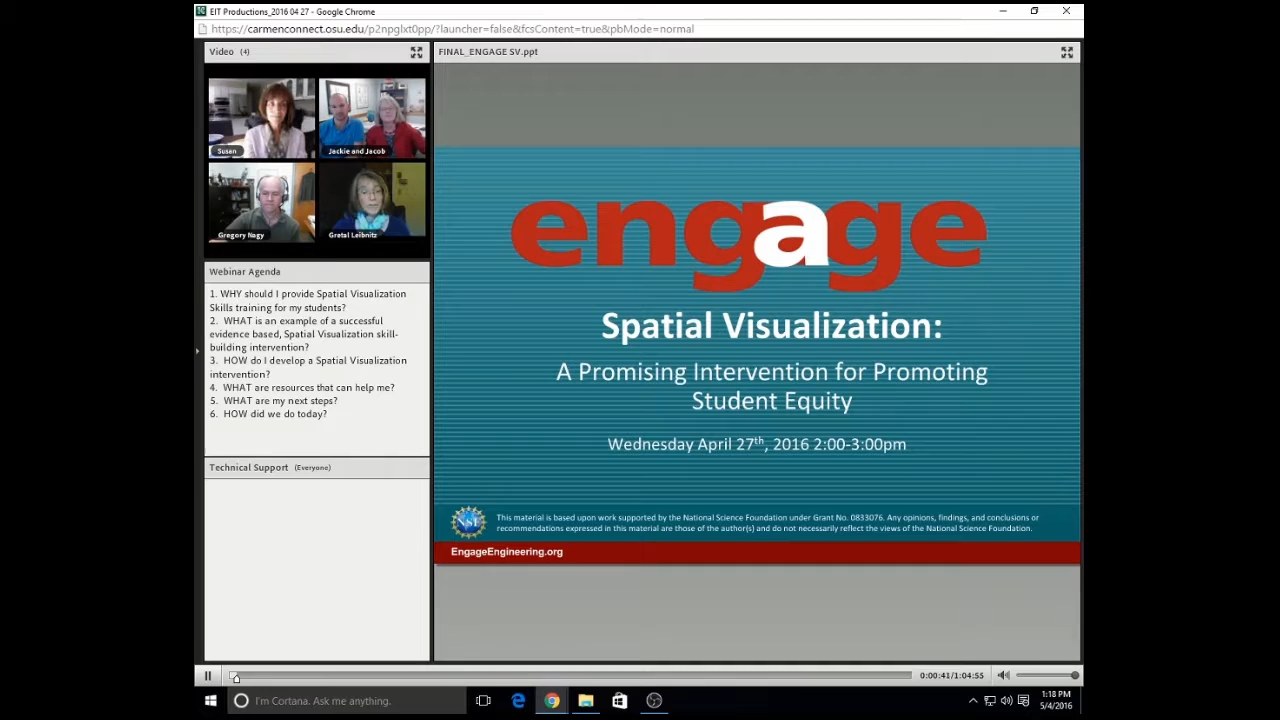 EIT Productions_2016 04 27 - Google Chrome
https://carmenconnect.osu.edu/p2npglxt0pp/?launcher=false&fcsContent=true&pbMode=normal
Video (4)
Susan
Jackie and Jacob
Gregory Nagy
Gretal Leibnitz
Webinar Agenda
1. WHY should I provide Spatial Visualization
Skills training for my students?
2. WHAT is an example of a successful
evidence based, Spatial Visualization skill-
building intervention?
3. HOW do I develop a Spatial Visualization
intervention?
4. WHAT are resources that can help me?
5. WHAT are my next steps?
6. HOW did we do today?
Technical Support (Everyone)
FINAL_ENGAGE SV.ppt
engage
Spatial Visualization:
A Promising Intervention for Promoting
Student Equity
Wednesday April 27th, 2016 2:00-3:00pm
NSF
This material is based upon work supported by the National Science Foundation under Grant No. 0833076. Any opinions, findings, and conclusions or
recommendations expressed in this material are those of the author(s) and do not necessarily reflect the views of the National Science Foundation.
EngageEngineering.org
0:00:41/1:04:55
I'm Cortana. Ask me anything.
1:18 PM
5/4/2016